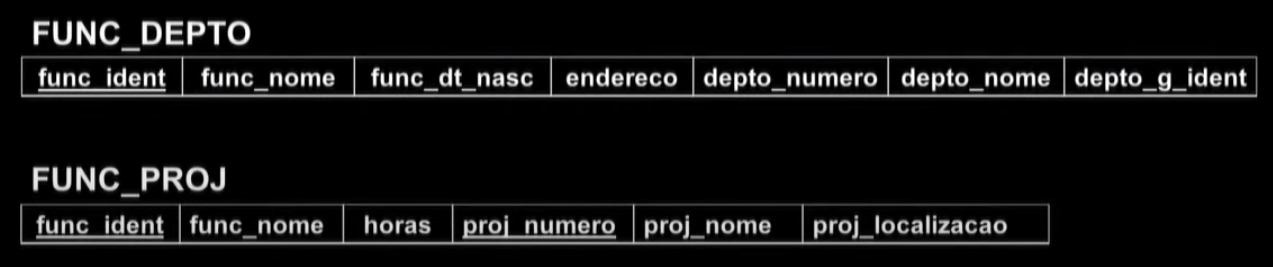 FUNC_DEPTO
func_ident func_nome func_dt_nasc endereco depto_numero depto_nome depto_g_ident
FUNC_PROJ
func_ident func_nome horas proj_numero proj_nome proj_localizacao